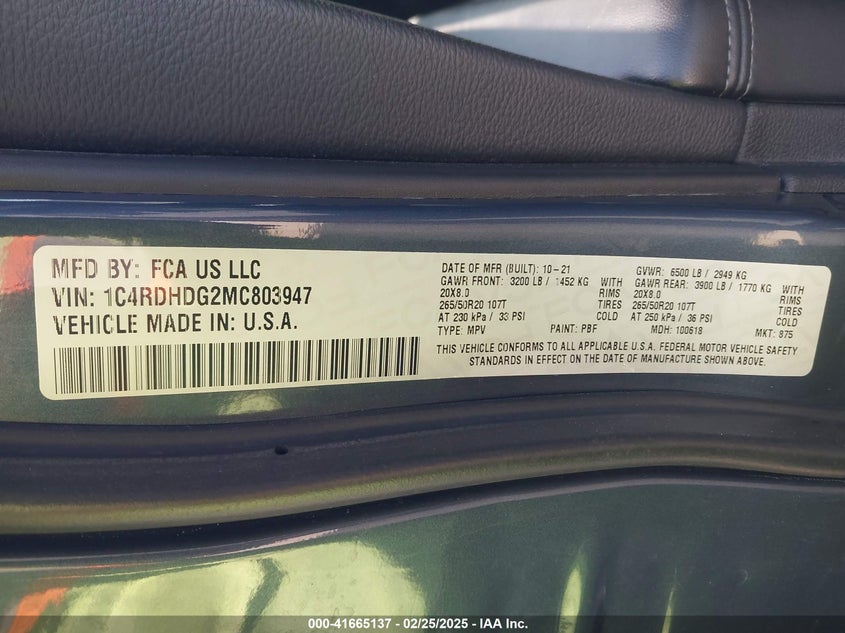 MFD BY: FCA US LLC
VIN: 1C4RDHDG2MC803947
VEHICLE MADE IN: U.S.A.
DATE OF MFR (BUILT): 10-21 GVWR: 6500 LB / 2949 KG
GAWR FRONT: 3200 LB / 1452 KG WITH GAWR REAR: 3900 LB / 1770 KG WITH
20X8.0 RIMS 20X8.0 RIMS
265/50R20 107T TIRES 265/50R20 107T TIRES
AT 230 kPa / 33 PSI COLD AT 250 kPa / 36 PSI COLD
TYPE: MPV PAINT: PBF MDH: 100618 MKT: 875
THIS VEHICLE CONFORMS TO ALL APPLICABLE U.S.A. FEDERAL MOTOR VEHICLE SAFETY
STANDARDS IN EFFECT ON THE DATE OF MANUFACTURE SHOWN ABOVE.
000-41665137 - 02/25/2025 - IAA Inc.